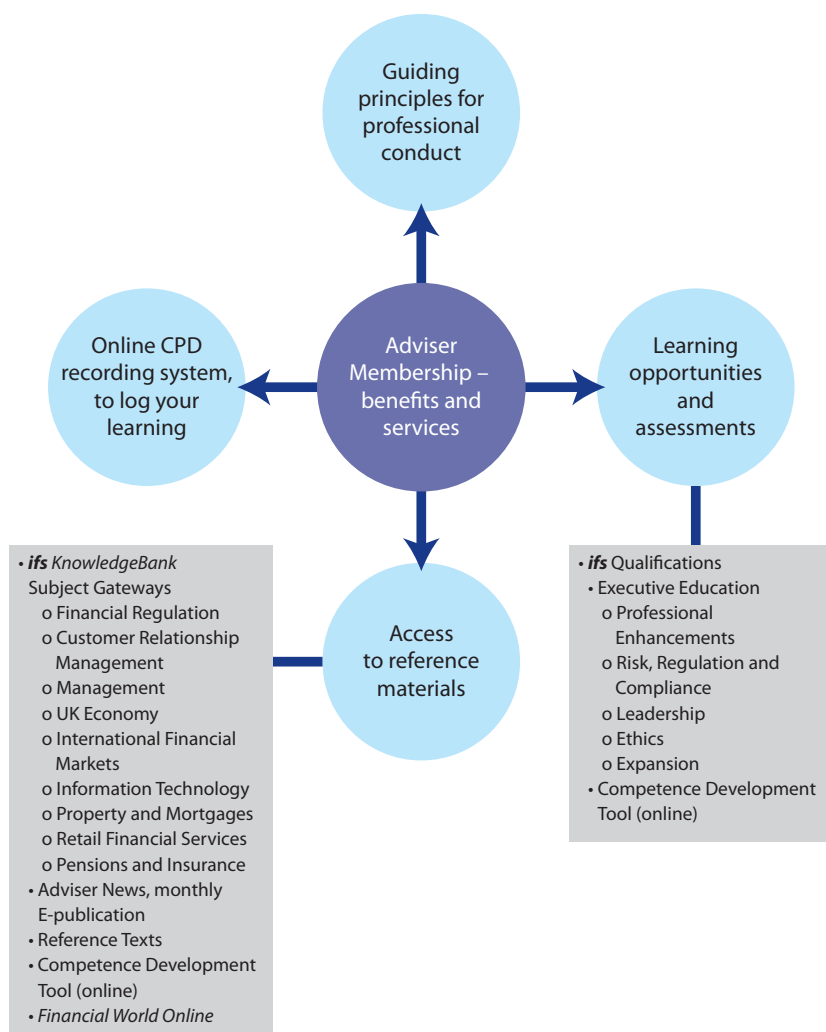 Guiding
principles for
professional
conduct
Online CPD
recording system,
to log your
learning
Adviser
Membership –
benefits and
services
Learning
opportunities
and
assessments
Access
to reference
materials
• ifs KnowledgeBank
Subject Gateways
o Financial Regulation
o Customer Relationship
Management
o Management
o UK Economy
o International Financial
Markets
o Information Technology
o Property and Mortgages
o Retail Financial Services
o Pensions and Insurance
• Adviser News, monthly
E-publication
• Reference Texts
• Competence Development
Tool (online)
• Financial World Online
• ifs Qualifications
• Executive Education
o Professional
Enhancements
o Risk, Regulation and
Compliance
o Leadership
o Ethics
o Expansion
• Competence Development
Tool (online)